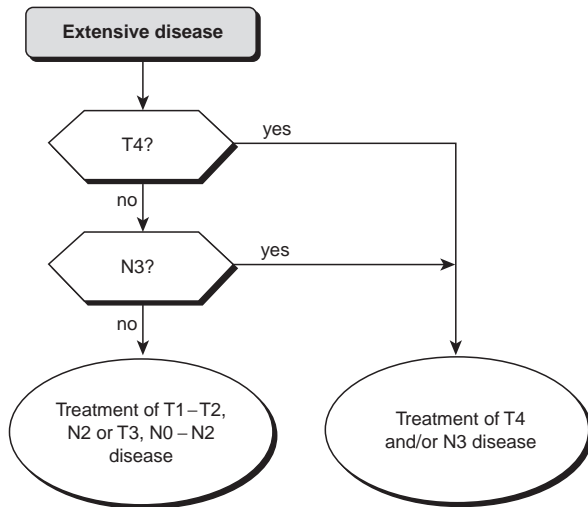 Extensive disease
T4?
yes
no
N3?
yes
no
Treatment of T1–T2,
N2 or T3, N0–N2
disease
Treatment of T4
and/or N3 disease